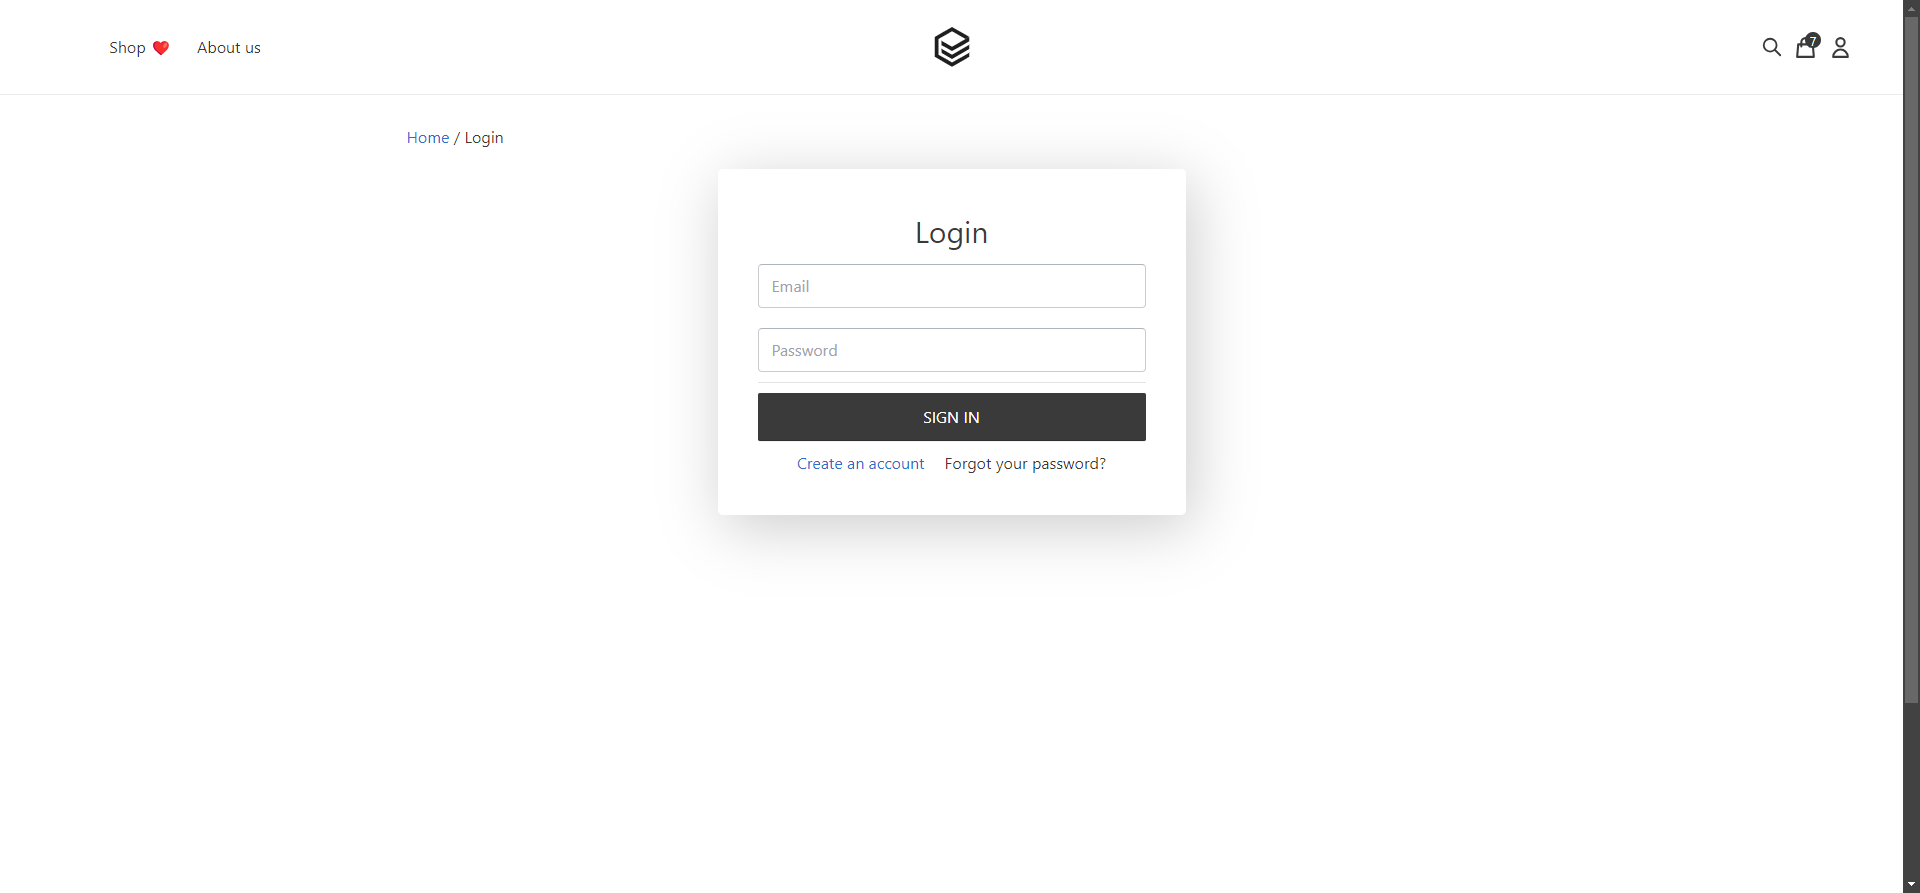 Shop ❤️ About us
7
Home / Login
Login
Email
Password
SIGN IN
Create an account Forgot your password?